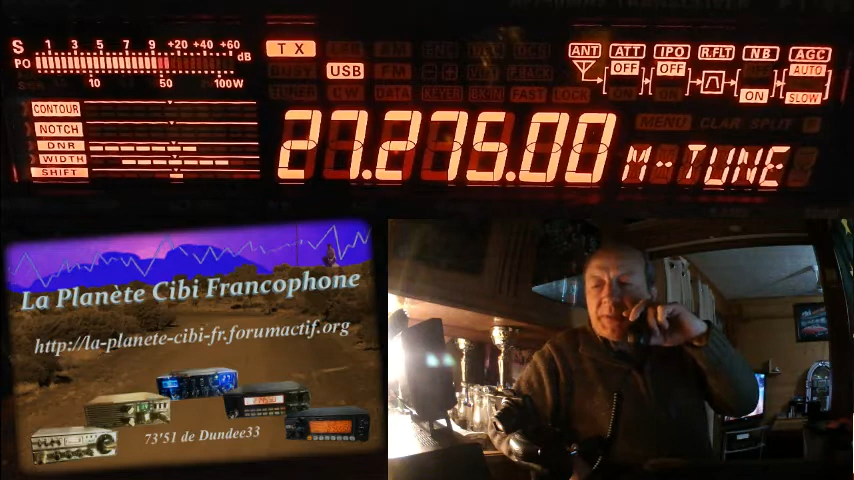 S 1 3 5 7 9 +20 +40 +60 dB
PO 10 50 100W
TX
USB
ANT ATT IPO R.FLT NB AGC
OFF OFF AUTO
ON SLOW
CONTOUR
NOTCH
DNR
WIDTH
SHIFT
MENU CLAR SPLIT
27.275.00 M-TUNE
La Planète Cibi Francophone
http://la-planete-cibi-fr.forumactif.org
73'51 de Dundee33